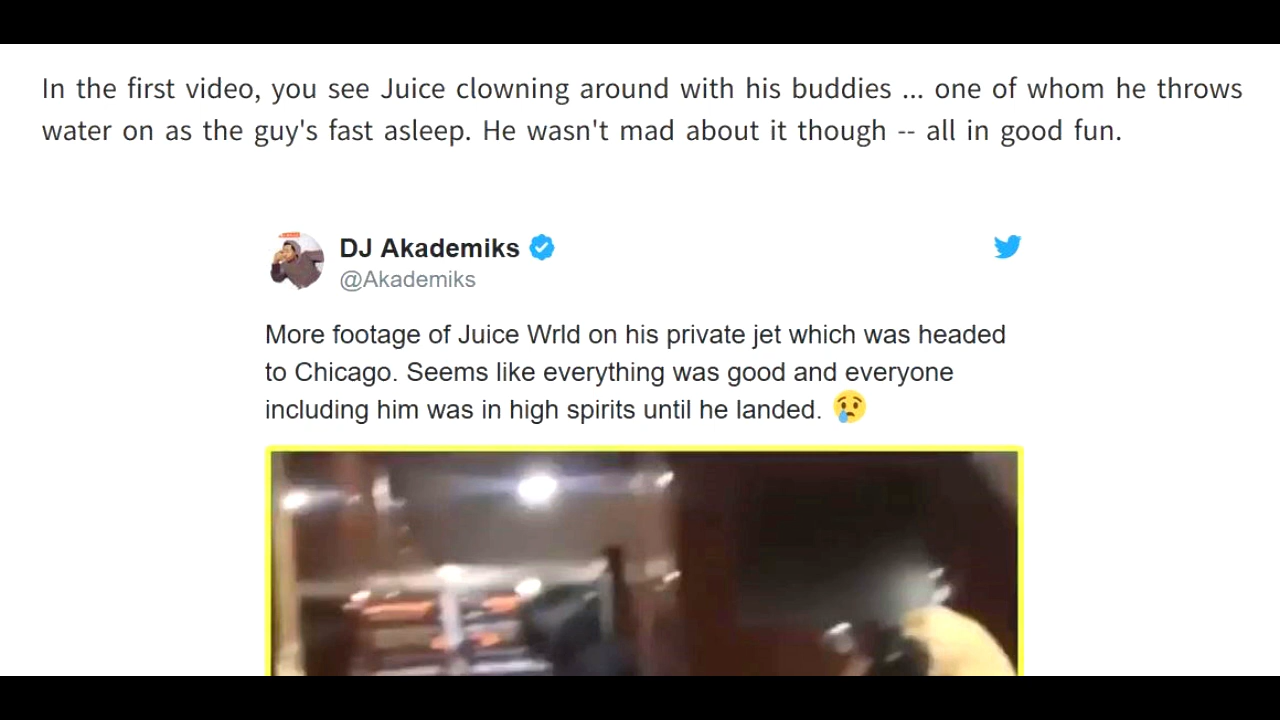 In the first video, you see Juice clowning around with his buddies ... one of whom he throws
water on as the guy's fast asleep. He wasn't mad about it though -- all in good fun.
DJ Akademiks
@Akademiks
More footage of Juice Wrld on his private jet which was headed
to Chicago. Seems like everything was good and everyone
including him was in high spirits until he landed. 😢